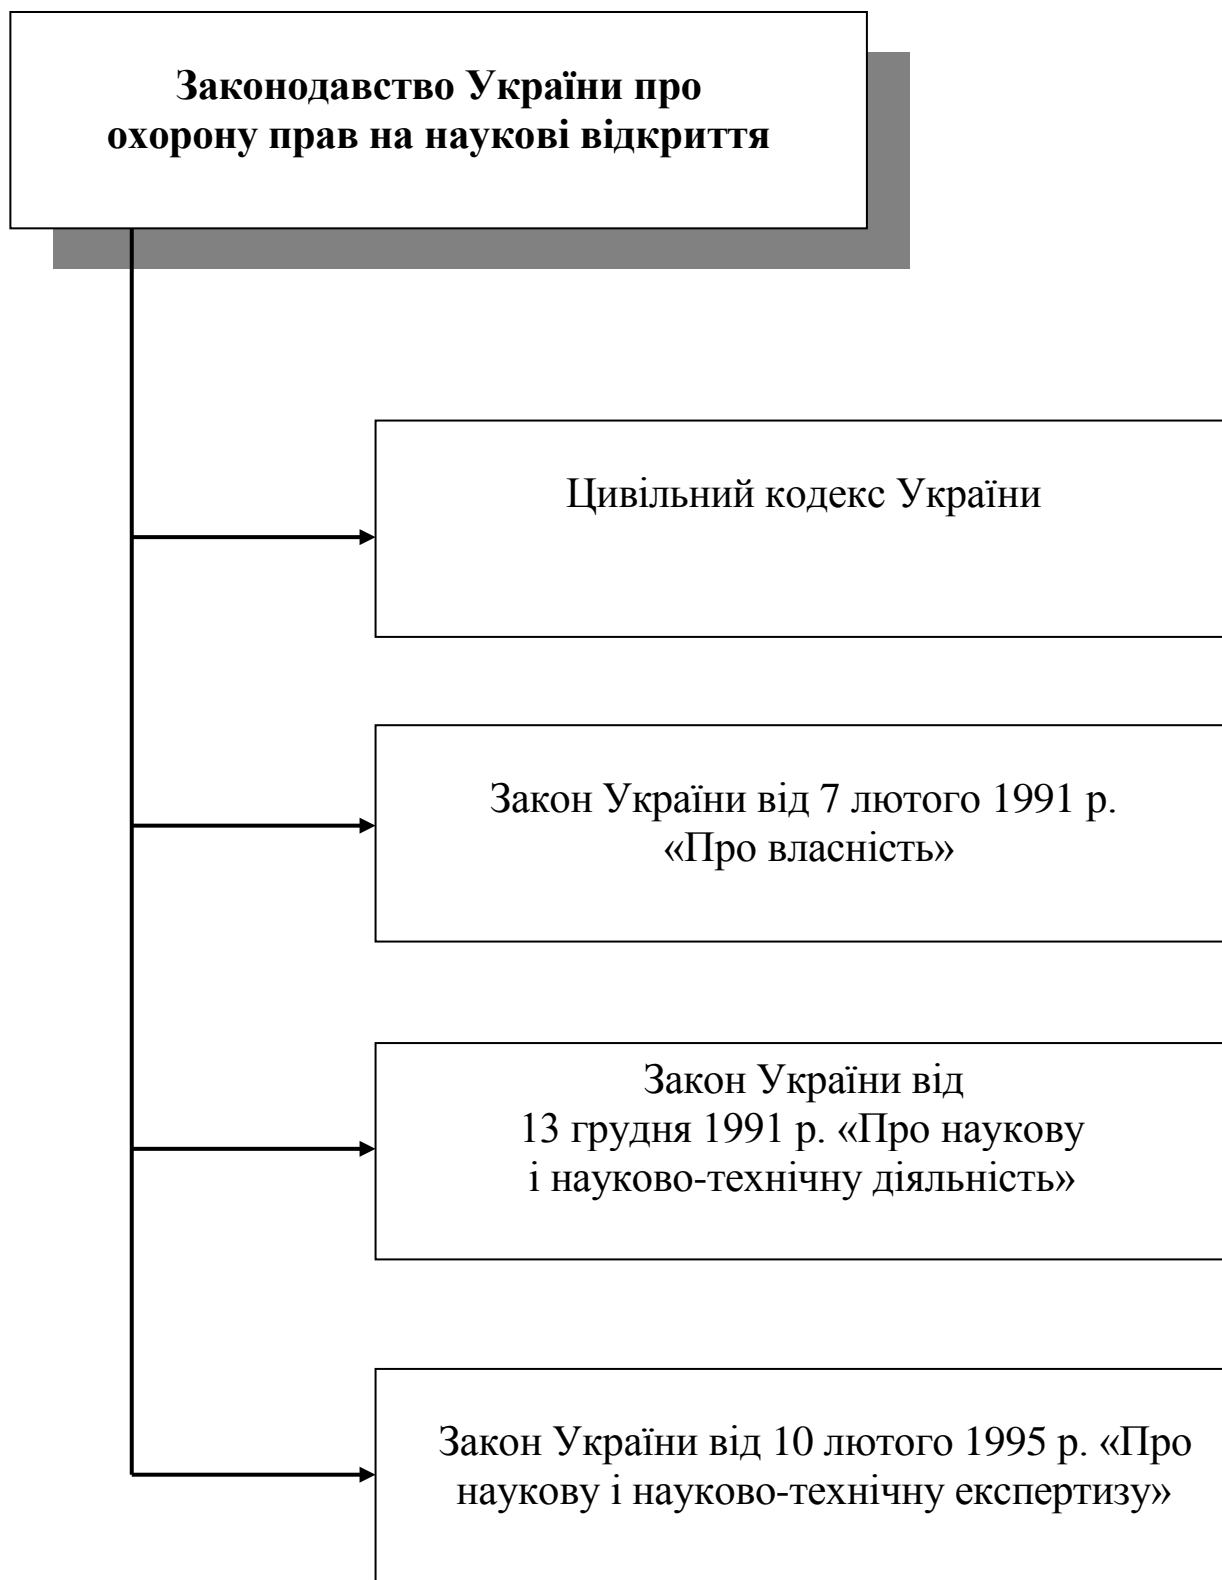 Законодавство України про
охорону прав на наукові відкриття
Цивільний кодекс України
Закон України від 7 лютого 1991 р.
«Про власність»
Закон України від
13 грудня 1991 р. «Про наукову
і науково-технічну діяльність»
Закон України від 10 лютого 1995 р. «Про
наукову і науково-технічну експертизу»